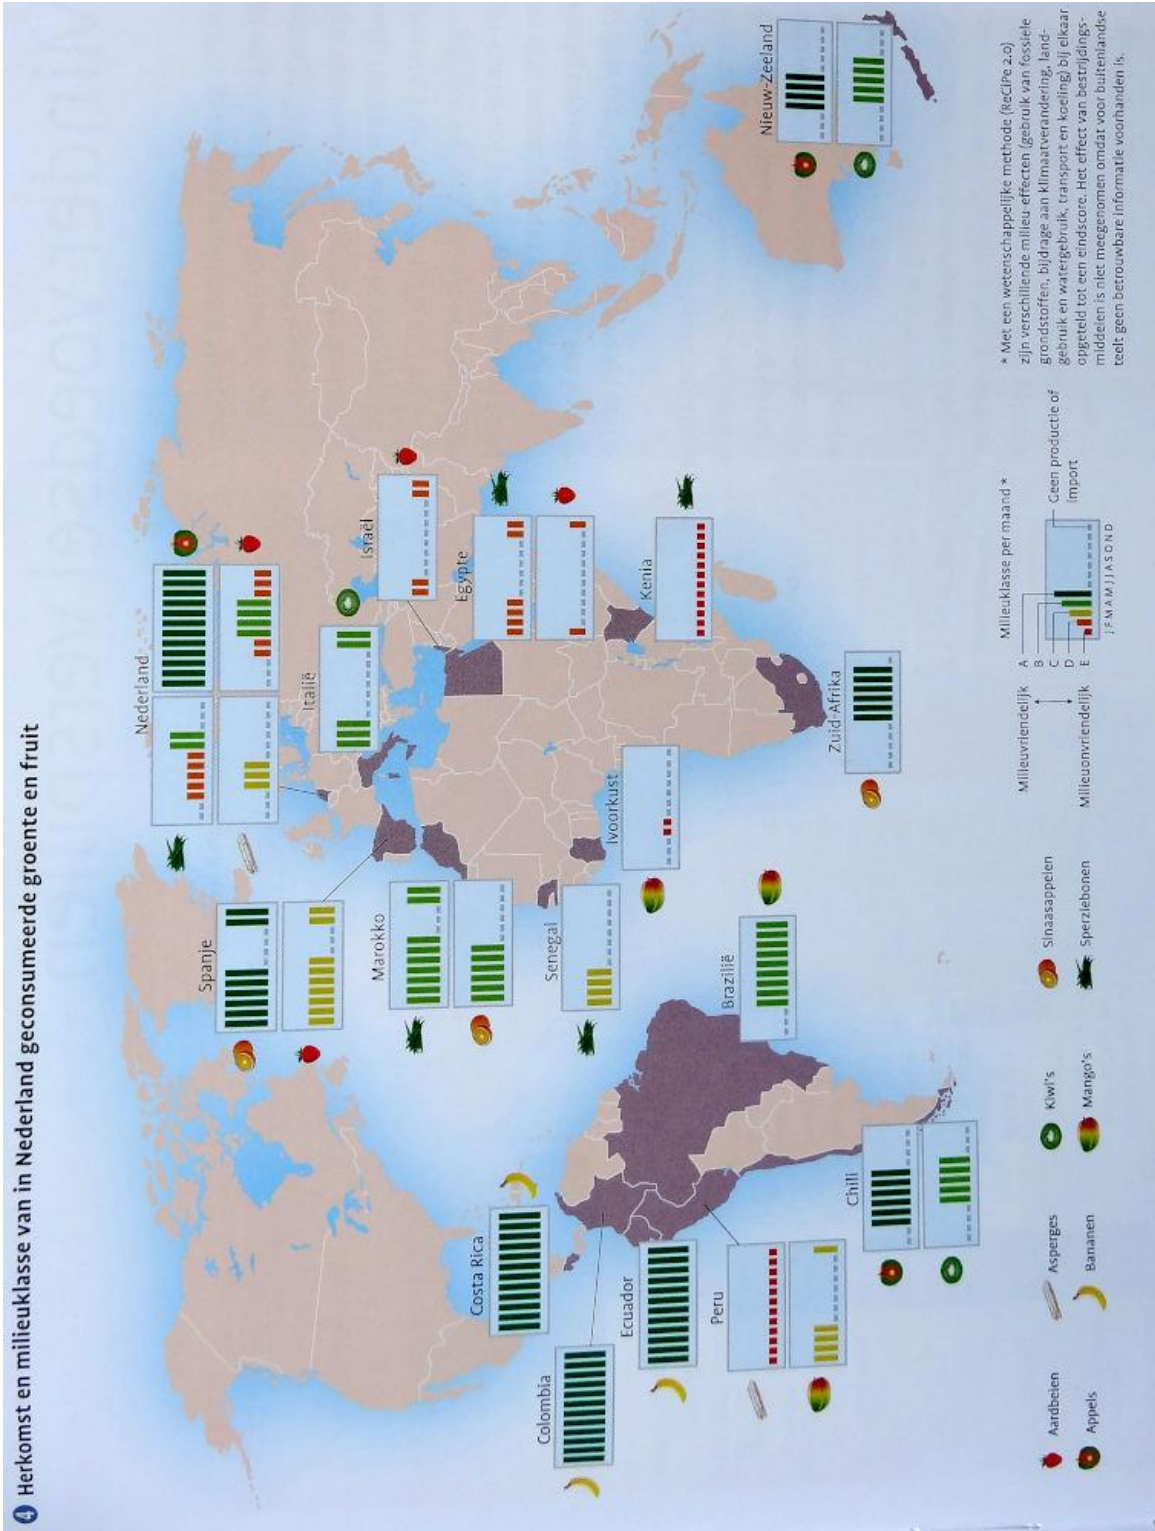 4 Herkomst en milieuklasse van in Nederland geconsumeerde groente en fruit
Nederland
Spanje
Italië
Israël
Marokko
Egypte
Costa Rica
Senegal
Colombia
Ivoorkust
Kenia
Ecuador
Peru
Brazilië
Nieuw-Zeeland
Zuid-Afrika
Chili
Aardbeien
Asperges
Kiwi's
Sinaasappelen
Appels
Bananen
Mango's
Sperziebonen
Milieuvriendelijk
Milieuonvriendelijk
Milieuklasse per maand *
A
B
C
D
E
J F M A M J J A S O N D
Geen productie of
import
* Met een wetenschappelijke methode (ReCiPe 2.0)
zijn verschillende milieu-effecten (gebruik van fossiele
grondstoffen, bijdrage aan klimaatverandering, land-
gebruik en watergebruik, transport en koeling) bij elkaar
opgeteld tot een eindscore. Het effect van bestrijdings-
middelen is niet meegenomen omdat voor buitenlandse
teelt geen betrouwbare informatie voorhanden is.